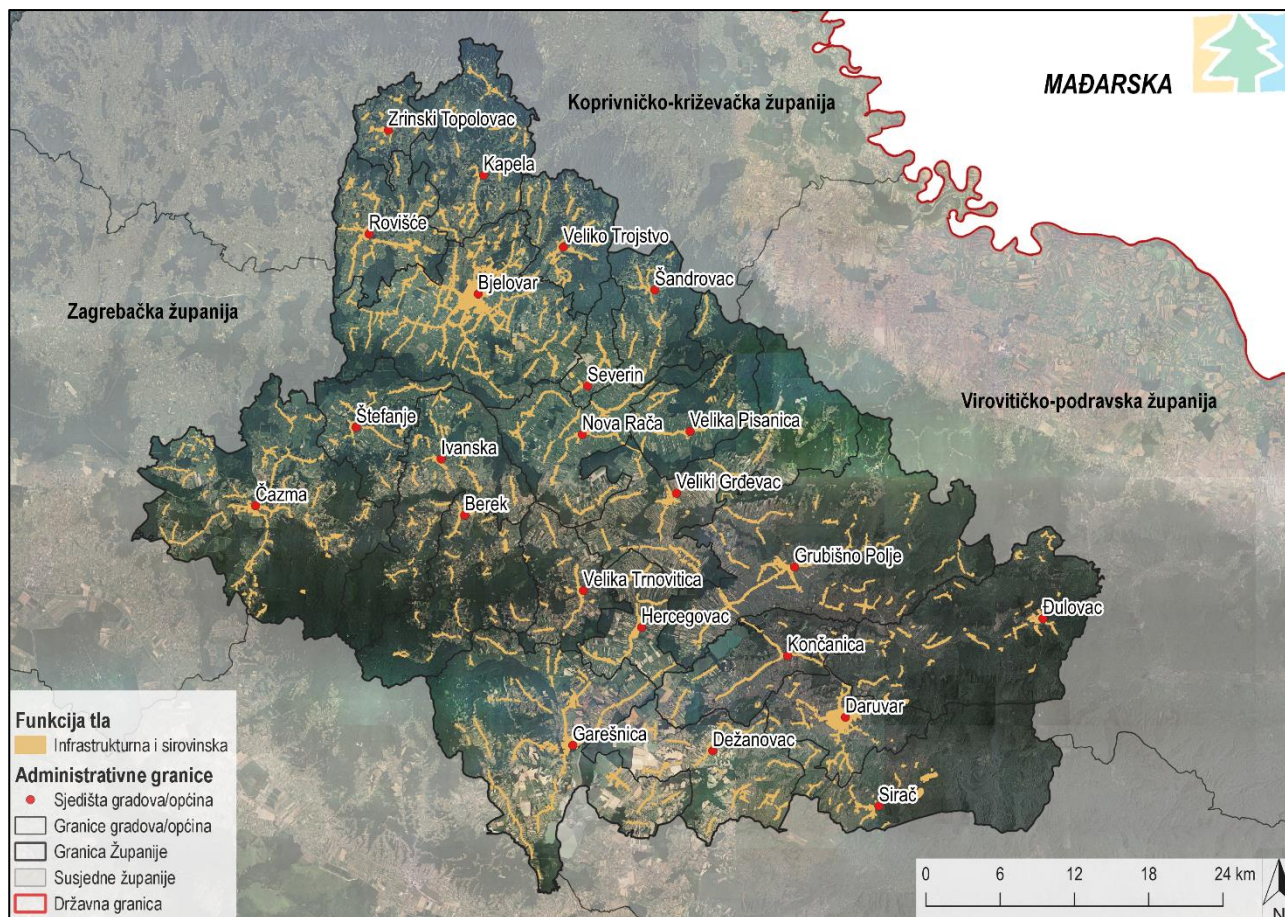 MAĐARSKA
Koprivničko-križevačka županija
Zrinski Topolovac
Kapela
Rovišće
Veliko Trojstvo
Šandrovac
Bjelovar
Zagrebačka županija
Severin
Virovitičko-podravska županija
Štefanje
Nova Rača
Velika Pisanica
Ivanska
Veliki Grđevac
Čazma
Berek
Grubišno Polje
Velika Trnovitica
Hercegovac
Đulovac
Končanica
Daruvar
Garešnica
Dežanovac
Sirač
Funkcija tla
Infrastrukturna i sirovinska
Administrativne granice
Sjedišta gradova/općina
Granice gradova/općina
Granica Županije
Susjedne županije
Državna granica
0 6 12 18 24 km
N